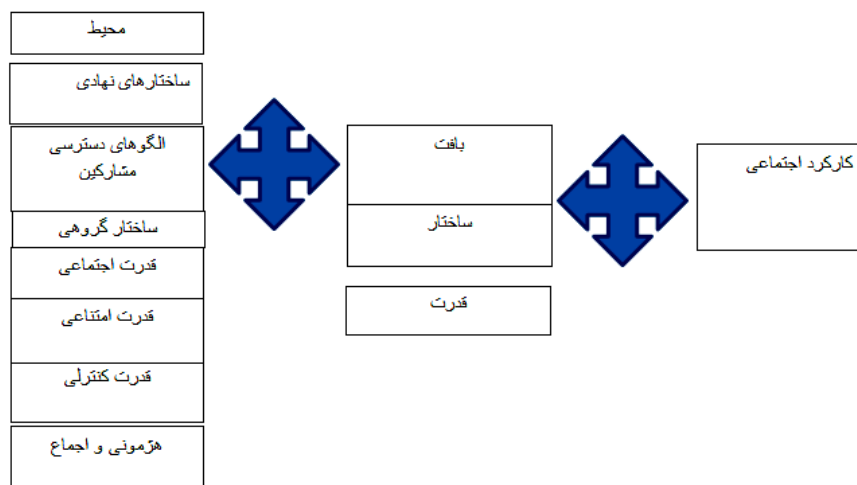 محیط
ساختارهای نهادی
الگوهای دسترسی
مشارکین
ساختار گروهی
قدرت اجتماعی
قدرت امتناعی
قدرت کنترلی
هژمونی و اجماع
بافت
ساختار
قدرت
کارکرد اجتماعی